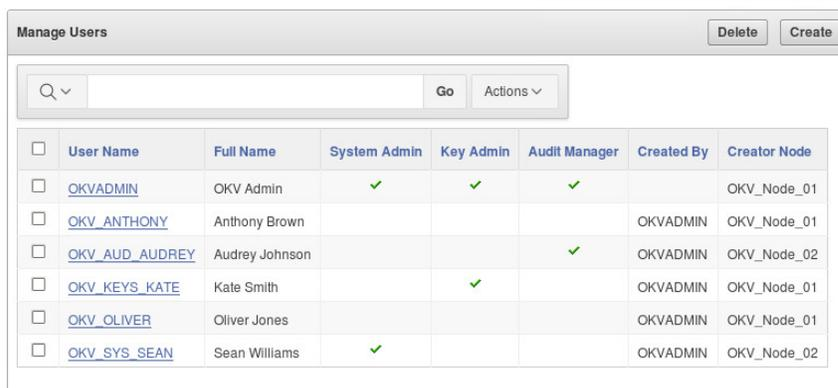 Manage Users Delete Create
Go Actions
User Name Full Name System Admin Key Admin Audit Manager Created By Creator Node
OKVADMIN OKV Admin OKV_Node_01
OKV_ANTHONY Anthony Brown OKVADMIN OKV_Node_01
OKV_AUD_AUDREY Audrey Johnson OKVADMIN OKV_Node_02
OKV_KEYS_KATE Kate Smith OKVADMIN OKV_Node_01
OKV_OLIVER Oliver Jones OKVADMIN OKV_Node_01
OKV_SYS_SEAN Sean Williams OKVADMIN OKV_Node_02